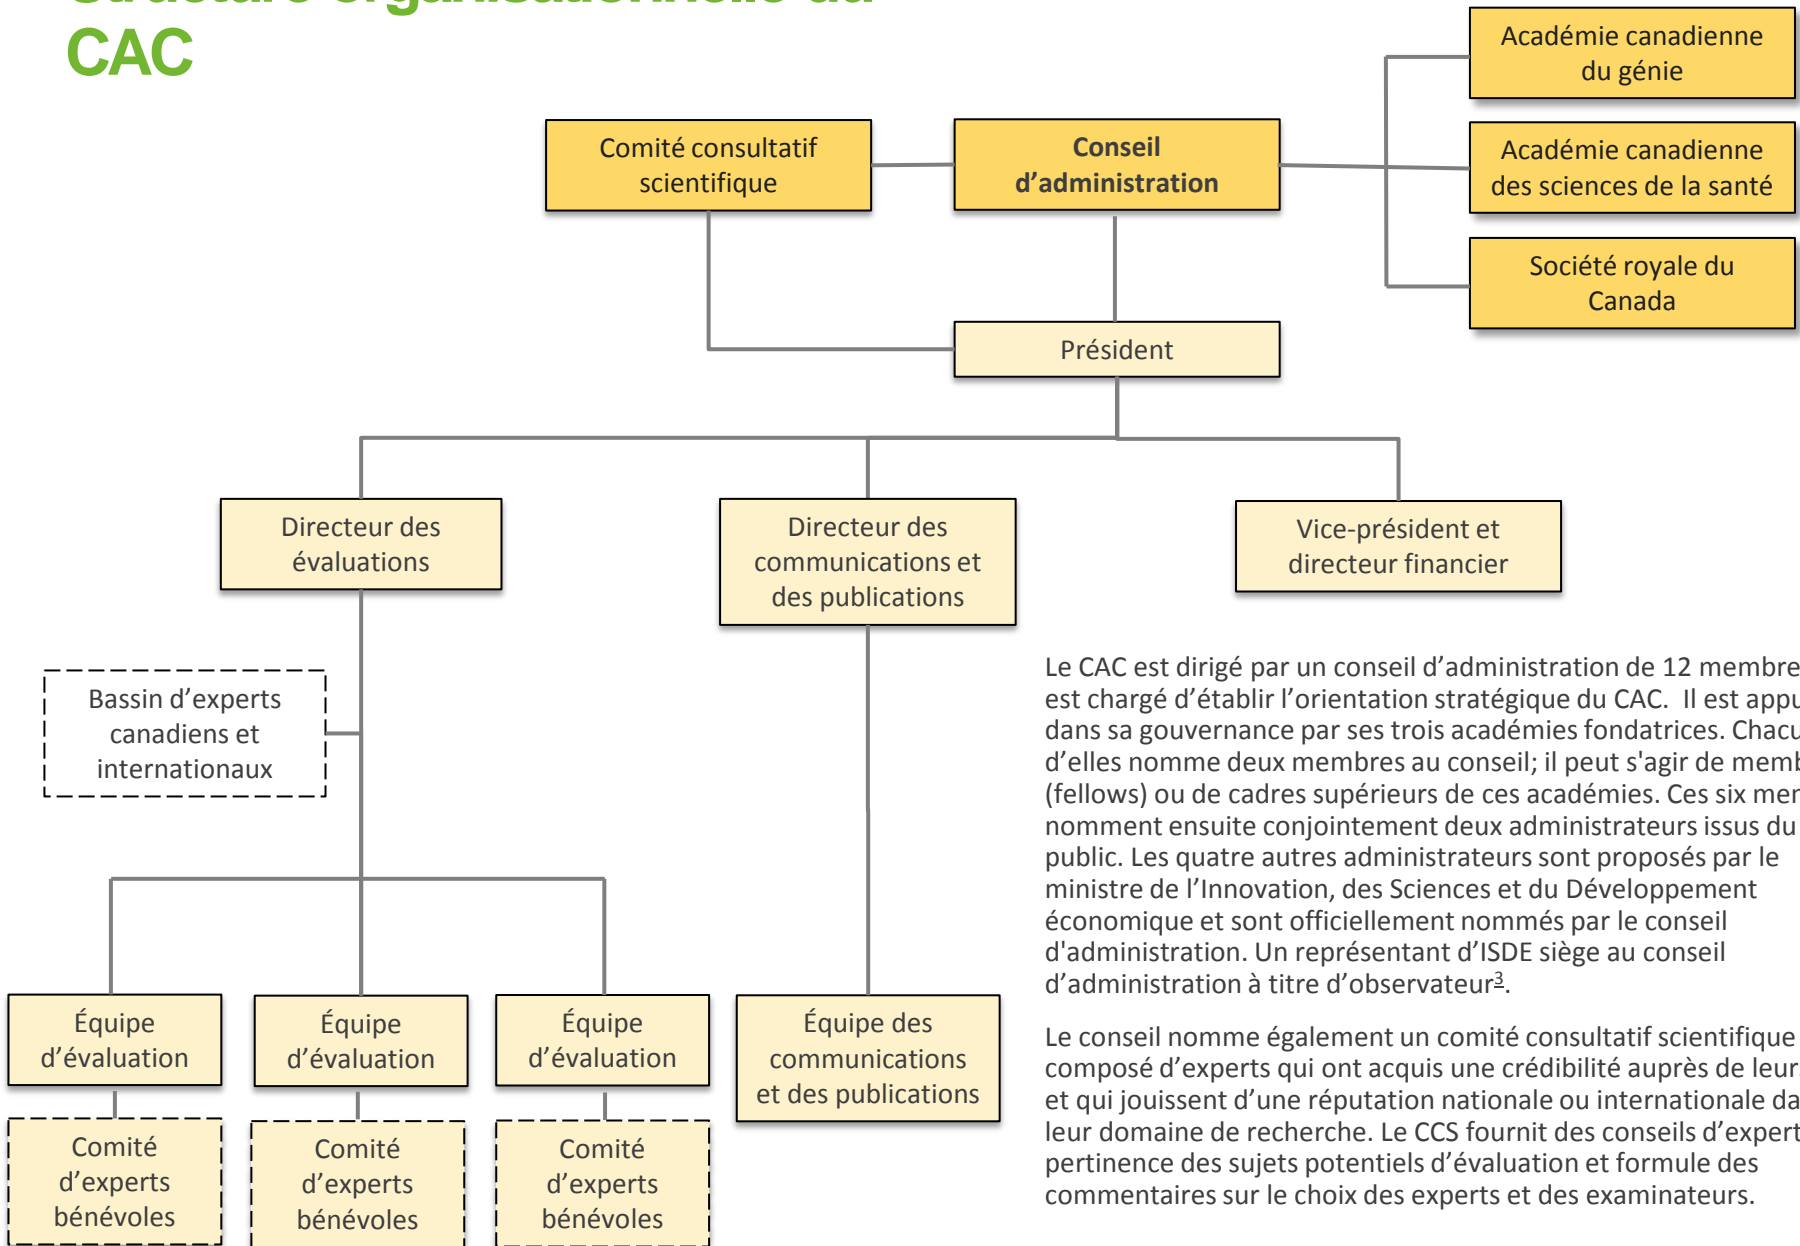 Structure organisationnelle du
CAC
Académie canadienne
du génie
Comité consultatif
scientifique
Conseil
d’administration
Académie canadienne
des sciences de la santé
Société royale du
Canada
Président
Directeur des
évaluations
Directeur des
communications et
des publications
Vice-président et
directeur financier
Bassin d’experts
canadiens et
internationaux
Le CAC est dirigé par un conseil d’administration de 12
est chargé d’établir l’orientation stratégique du CAC. Il est
dans sa gouvernance par ses trois académies fondatrices.
d’elles nomme deux membres au conseil; il peut s'agir de
(fellows) ou de cadres supérieurs de ces académies. Ces six
nomment ensuite conjointement deux administrateurs issus du
public. Les quatre autres administrateurs sont proposés par le
ministre de l’Innovation, des Sciences et du Développement
économique et sont officiellement nommés par le conseil
d'administration. Un représentant d’ISDE siège au conseil
d’administration à titre d’observateur3.
Le conseil nomme également un comité consultatif scientifique
composé d’experts qui ont acquis une crédibilité auprès de
et qui jouissent d’une réputation nationale ou internationale
leur domaine de recherche. Le CCS fournit des conseils
pertinence des sujets potentiels d’évaluation et formule des
commentaires sur le choix des experts et des examinateurs.
Équipe
d’évaluation
Équipe
d’évaluation
Équipe
d’évaluation
Équipe des
communications
et des publications
Comité
d’experts
bénévoles
Comité
d’experts
bénévoles
Comité
d’experts
bénévoles